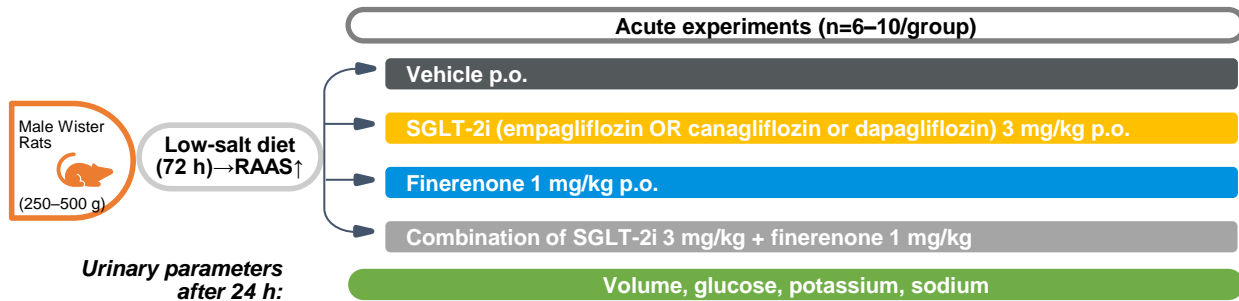 Acute experiments (n=6–10/group)
Male Wister
Rats
(250–500 g)
Low-salt diet
(72 h)→RAAS↑
Vehicle p.o.
SGLT-2i (empagliflozin OR canagliflozin or dapagliflozin) 3 mg/kg p.o.
Finerenone 1 mg/kg p.o.
Combination of SGLT-2i 3 mg/kg + finerenone 1 mg/kg
Urinary parameters
after 24 h:
Volume, glucose, potassium, sodium